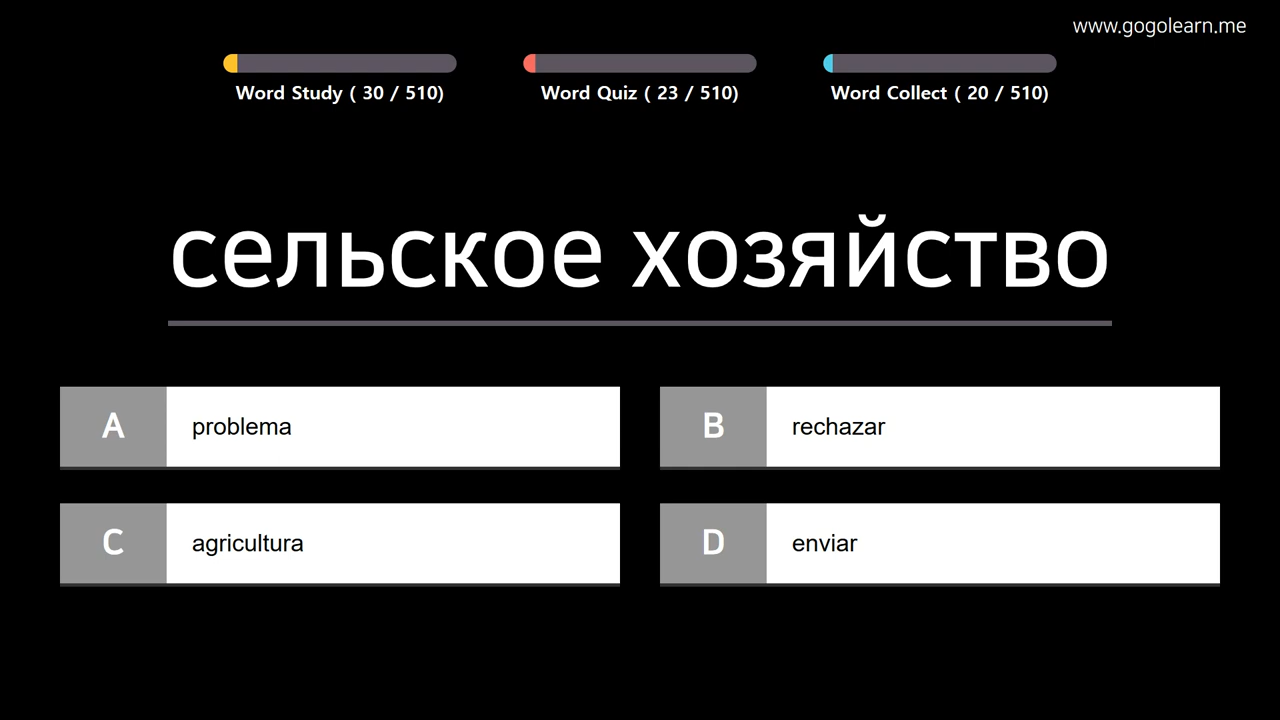 www.gogolearn.me
Word Study ( 30 / 510)
Word Quiz ( 23 / 510)
Word Collect ( 20 / 510)
сельское хозяйство
A problema
B rechazar
C agricultura
D enviar